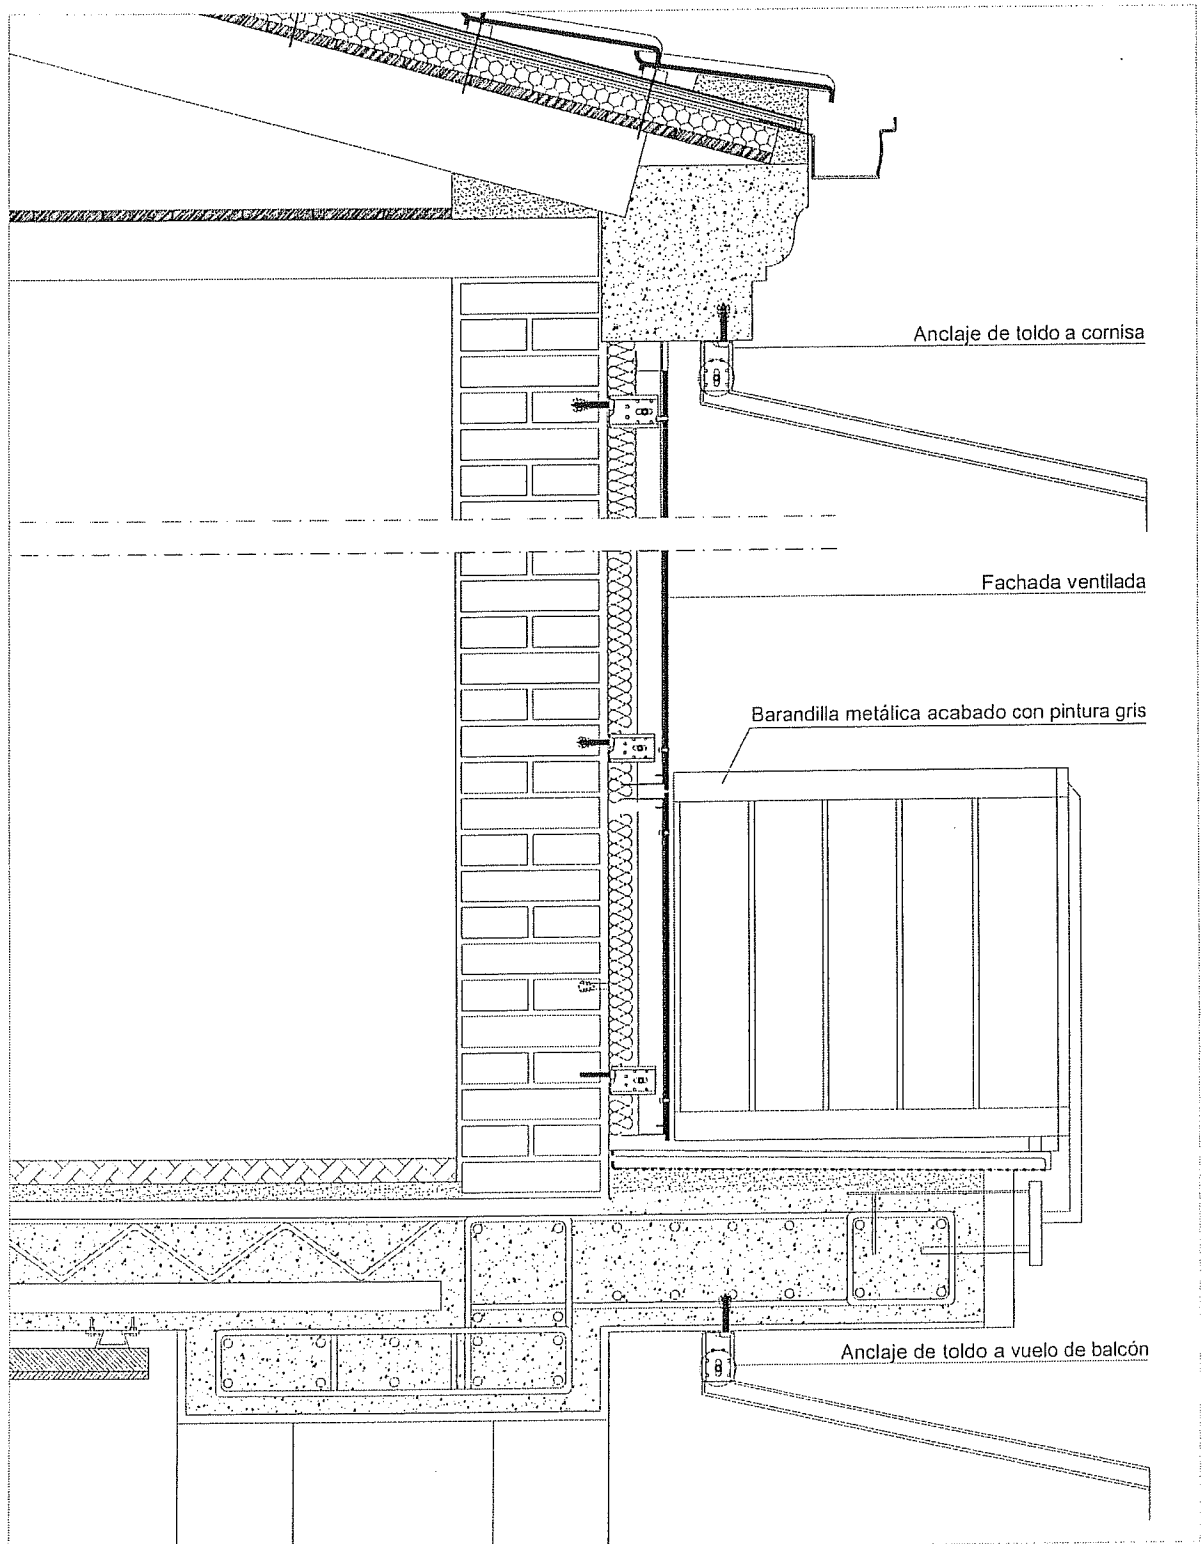 Anclaje de toldo a cornisa
Fachada ventilada
Barandilla metálica acabado con pintura gris
Anclaje de toldo a vuelo de balcón